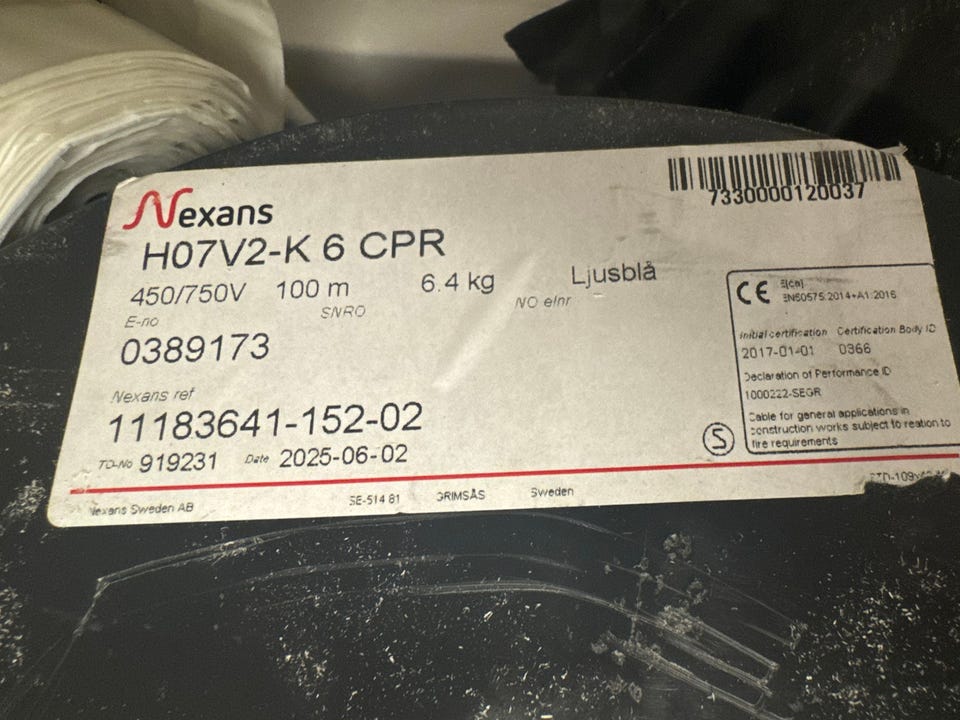 Nexans
7330000120037
H07V2-K 6 CPR
450/750V 100 m 6.4 kg Ljusblå
E-no SNRO NO elnr
0389173
Nexans ref
11183641-152-02
TO-No 919231 Date 2025-06-02
CE E[ca]
EN50575:2014+A1:2016
Initial certification Certification Body ID
2017-01-01 0366
Declaration of Performance ID
1000222-SEGR
Cable for general applications in
construction works subject to reation to
fire requirements
S
Nexans Sweden AB SE-514 81 GRIMSÅS Sweden